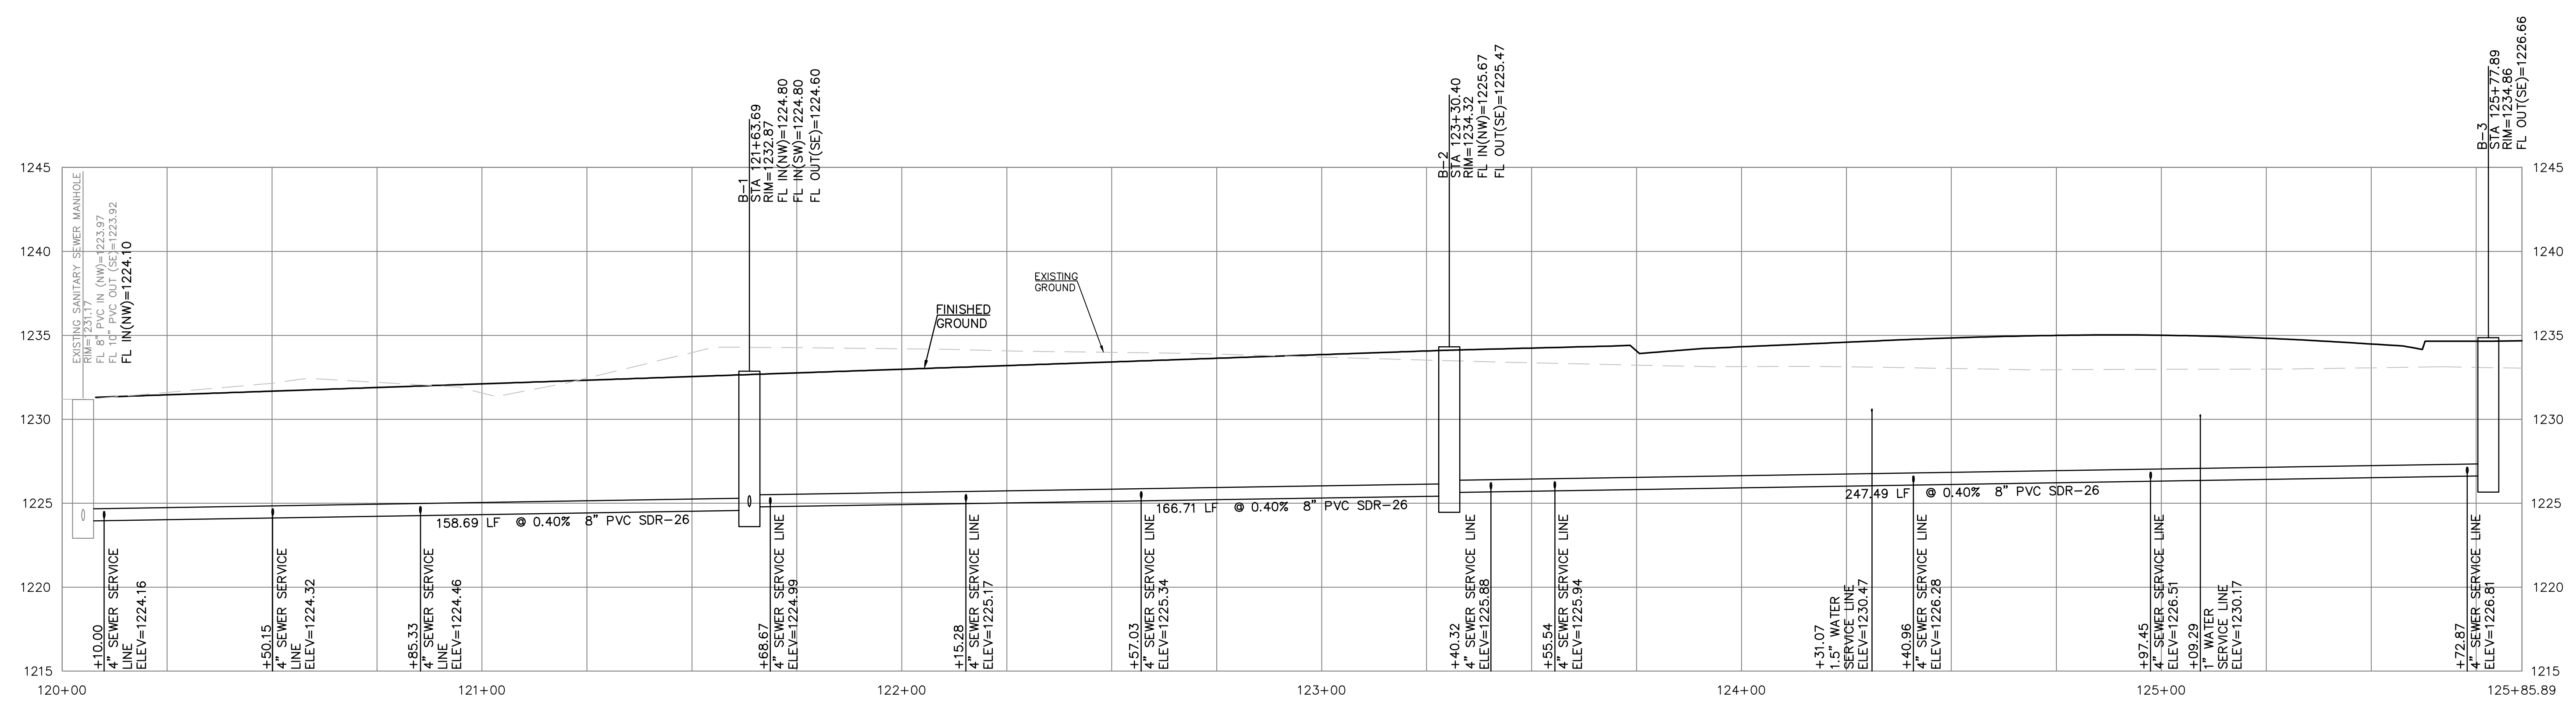 EXISTING SANITARY SEWER MANHOLE
RIM=1231.17
FL 8" PVC IN (NW)=1223.97
FL 10" PVC OUT (SE)=1223.92
FL IN(NW)=1224.10
B-1
STA 121+63.69
RIM=1232.87
FL IN(NW)=1224.80
FL IN(SW)=1224.80
FL OUT(SE)=1224.60
B-2
STA 123+30.40
RIM=1234.32
FL IN(NW)=1225.67
FL OUT(SE)=1225.47
B-3
STA 125+77.89
RIM=1234.86
FL OUT(SE)=1226.66
1245
1245
1240
1240
1235
1235
1230
1230
1225
1225
1220
1220
1215
1215
EXISTING
GROUND
FINISHED
GROUND
158.69 LF @ 0.40% 8" PVC SDR-26
166.71 LF @ 0.40% 8" PVC SDR-26
247.49 LF @ 0.40% 8" PVC SDR-26
+10.00
4" SEWER SERVICE
LINE
ELEV=1224.16
+50.15
4" SEWER SERVICE
LINE
ELEV=1224.32
+85.33
4" SEWER SERVICE
LINE
ELEV=1224.46
+68.67
4" SEWER SERVICE LINE
ELEV=1224.99
+15.28
4" SEWER SERVICE LINE
ELEV=1225.17
+57.03
4" SEWER SERVICE LINE
ELEV=1225.34
+40.32
4" SEWER SERVICE LINE
ELEV=1225.88
+55.54
4" SEWER SERVICE LINE
ELEV=1225.94
+31.07
1.5" WATER
SERVICE LINE
ELEV=1230.47
+40.96
4" SEWER SERVICE LINE
ELEV=1226.28
+97.45
4" SEWER SERVICE LINE
ELEV=1226.51
+09.29
1" WATER
SERVICE LINE
ELEV=1230.17
+72.87
4" SEWER SERVICE LINE
ELEV=1226.81
120+00
121+00
122+00
123+00
124+00
125+00
125+85.89